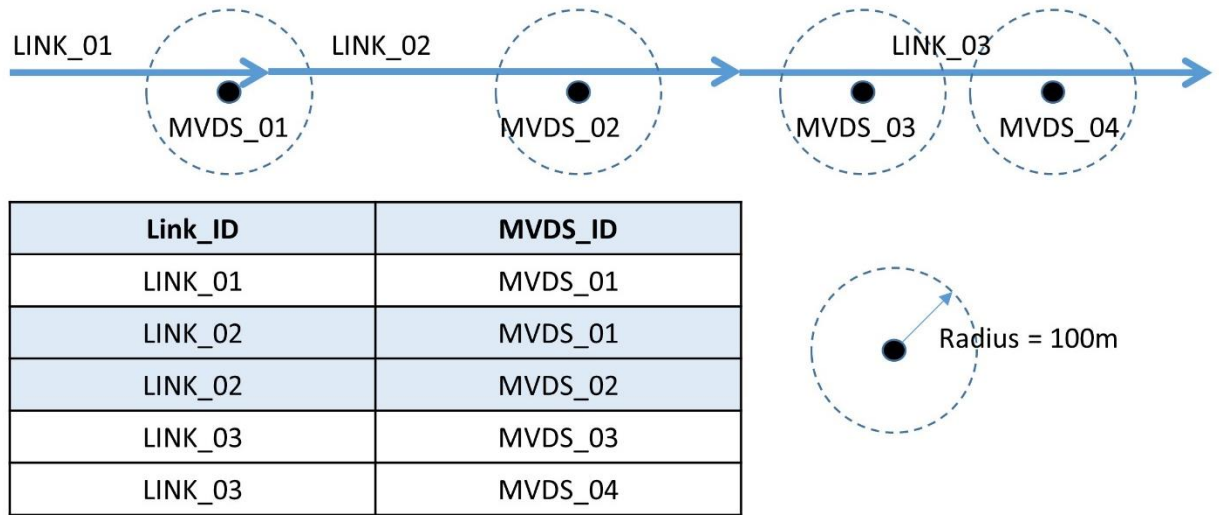 LINK_01 LINK_02 LINK_03
MVDS_01 MVDS_02 MVDS_03 MVDS_04
Link_ID MVDS_ID
LINK_01 MVDS_01
LINK_02 MVDS_01
LINK_02 MVDS_02
LINK_03 MVDS_03
LINK_03 MVDS_04
Radius = 100m